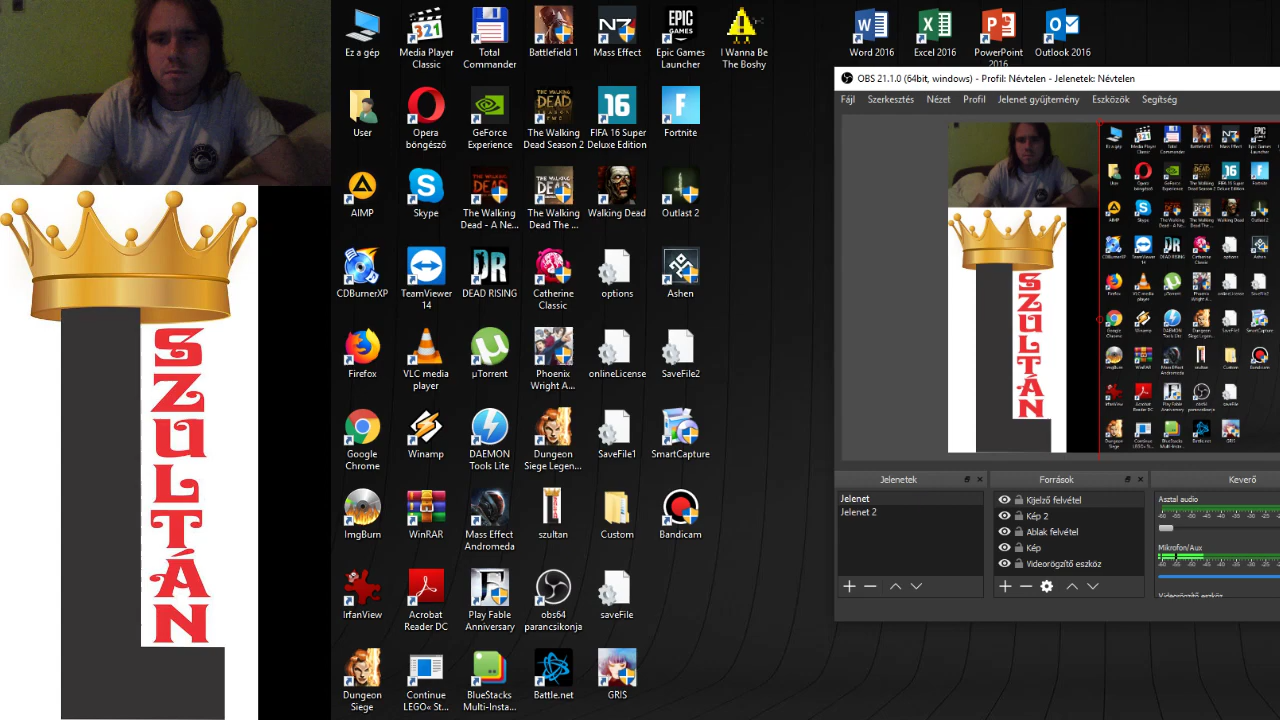 SZULTÁN
Ez a gép
Media Player
Classic
Total
Commander
Battlefield 1
Mass Effect
Epic Games
Launcher
I Wanna Be
The Boshy
Word 2016
Excel 2016
PowerPoint
2016
Outlook 2016
User
Opera
böngésző
GeForce
Experience
The Walking
Dead Season 2
FIFA 16 Super
Deluxe Edition
Fortnite
AIMP
Skype
The Walking
Dead - A Ne...
The Walking
Dead The ...
Walking Dead
Outlast 2
CDBurnerXP
TeamViewer
14
DEAD RISING
Catherine
Classic
options
Ashen
Firefox
VLC media
player
µTorrent
Phoenix
Wright A...
onlineLicense
SaveFile2
Google
Chrome
Winamp
DAEMON
Tools Lite
Dungeon
Siege Legen...
SaveFile1
SmartCapture
ImgBurn
WinRAR
Mass Effect
Andromeda
szultan
Custom
Bandicam
IrfanView
Acrobat
Reader DC
Play Fable
Anniversary
obs64
parancsikonja
saveFile
Dungeon
Siege
Continue
LEGO« St...
BlueStacks
Multi-Insta...
Battle.net
GRIS
OBS 21.1.0 (64bit, windows) - Profil: Névtelen - Jelenetek: Névtelen
Fájl Szerkesztés Nézet Profil Jelenet gyűjtemény Eszközök Segítség
SZULTÁN
Jelenetek
Jelenet
Jelenet 2
Források
Kijelző felvétel
Kép 2
Ablak felvétel
Kép
Videorögítő eszköz
Keverő
Asztal audio
Mikrofon/Aux